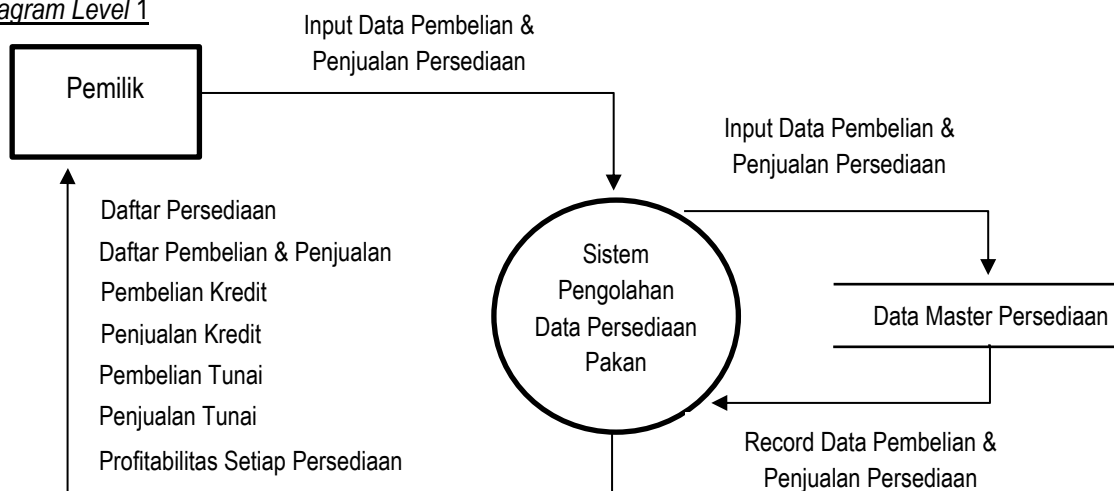 agram Level 1
Input Data Pembelian &
Penjualan Persediaan
Pemilik
Input Data Pembelian &
Penjualan Persediaan
Daftar Persediaan
Daftar Pembelian & Penjualan
Pembelian Kredit
Penjualan Kredit
Pembelian Tunai
Penjualan Tunai
Profitabilitas Setiap Persediaan
Sistem
Pengolahan
Data Persediaan
Pakan
Data Master Persediaan
Record Data Pembelian &
Penjualan Persediaan